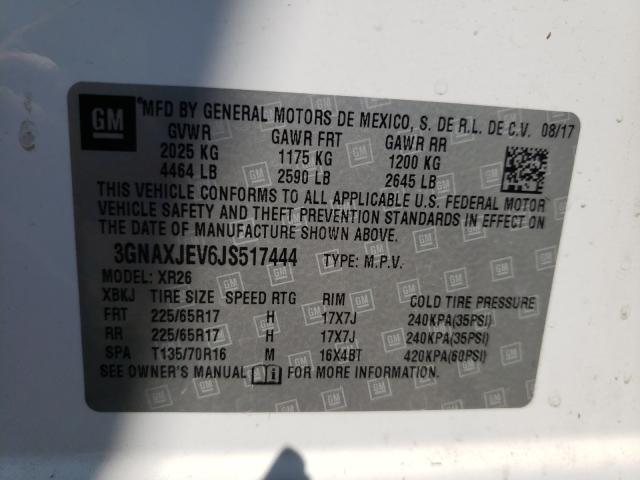 GM
MFD BY GENERAL MOTORS DE MEXICO, S. DE R.L. DE C.V. 08/17
GVWR GAWR FRT GAWR RR
2025 KG 1175 KG 1200 KG
4464 LB 2590 LB 2645 LB
THIS VEHICLE CONFORMS TO ALL APPLICABLE U.S. FEDERAL MOTOR
VEHICLE SAFETY AND THEFT PREVENTION STANDARDS IN EFFECT ON
THE DATE OF MANUFACTURE SHOWN ABOVE.
3GNAXJEV6JS517444 TYPE: M.P.V.
MODEL: XR26
XBKJ TIRE SIZE SPEED RTG RIM COLD TIRE PRESSURE
FRT 225/65R17 H 17X7J 240KPA(35PSI)
RR 225/65R17 H 17X7J 240KPA(35PSI)
SPA T135/70R16 M 16X4BT 420KPA(60PSI)
SEE OWNER'S MANUAL FOR MORE INFORMATION.